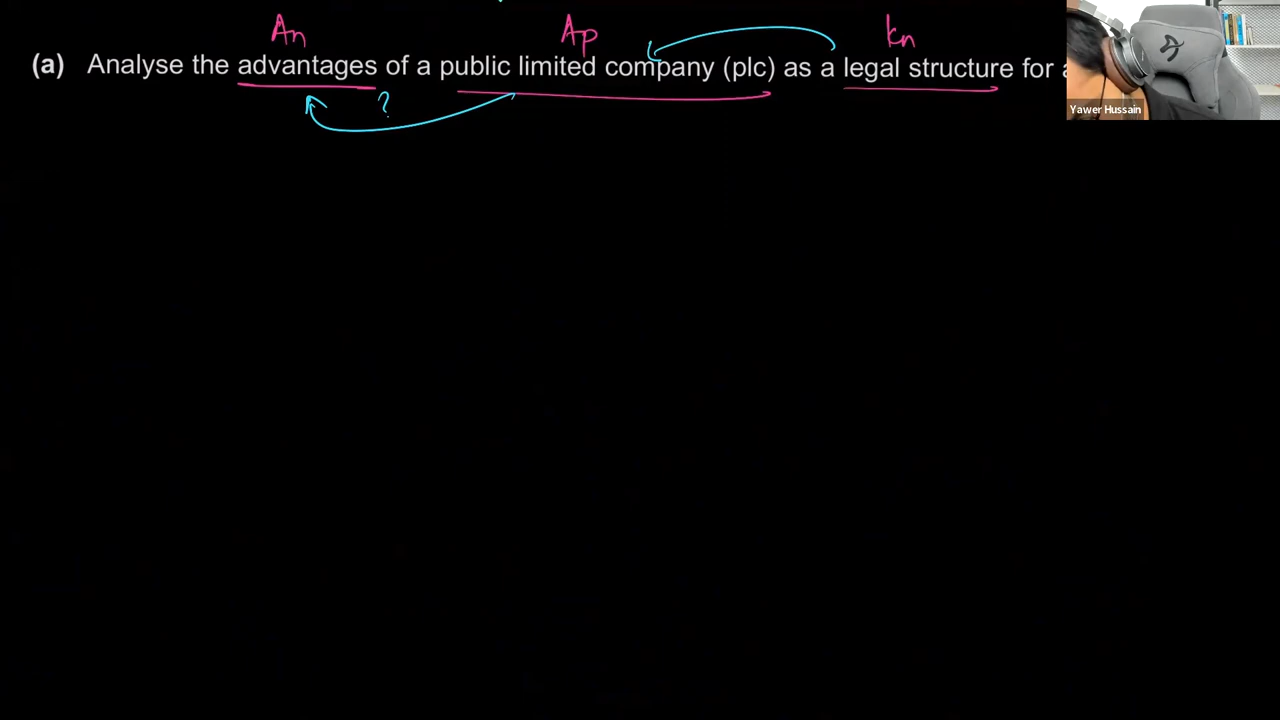 An Ap kn
(a) Analyse the advantages of a public limited company (plc) as a legal structure for
?
Yawer Hussain